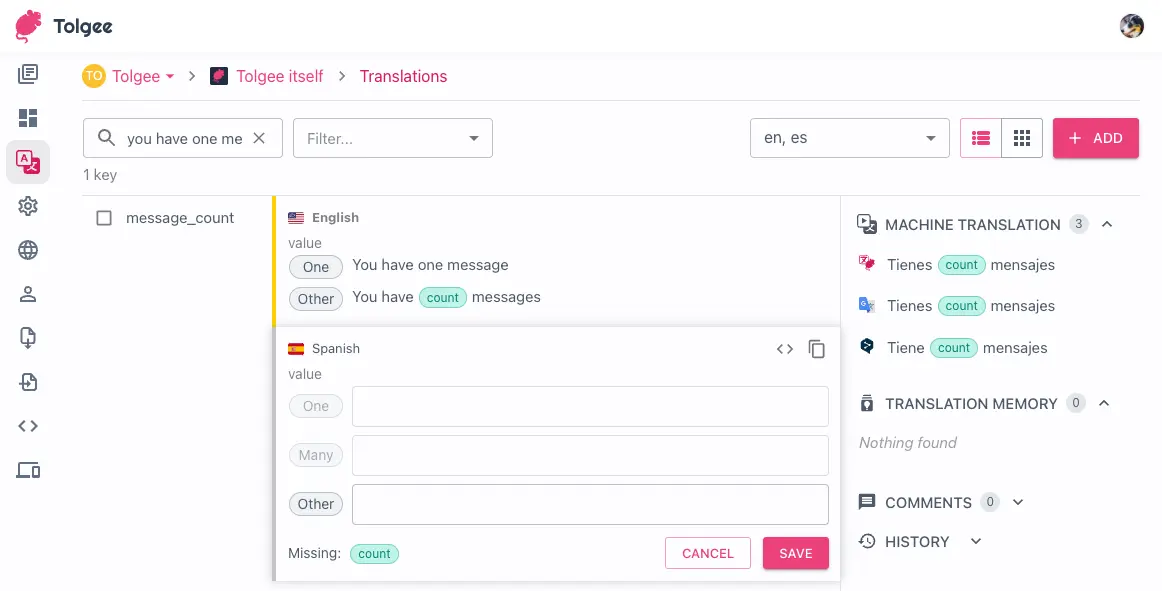 Tolgee
TO Tolgee > Tolgee itself > Translations
you have one me
Filter...
en, es
+ ADD
1 key
message_count
English
value
One You have one message
Other You have count messages
Spanish
value
One
Many
Other
Missing: count
CANCEL
SAVE
MACHINE TRANSLATION 3
Tienes count mensajes
Tienes count mensajes
Tiene count mensajes
TRANSLATION MEMORY 0
Nothing found
COMMENTS 0
HISTORY